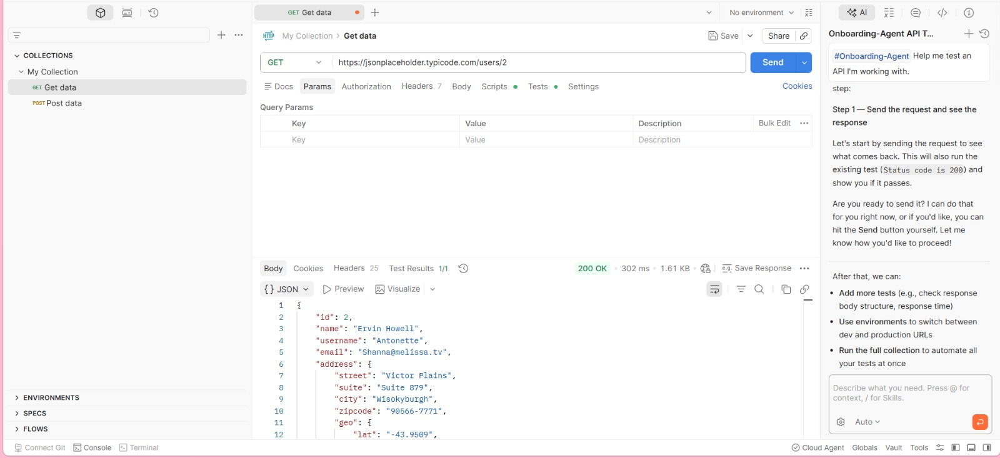 GET Get data
No environment
AI
COLLECTIONS
My Collection
GET Get data
POST Post data
ENVIRONMENTS
SPECS
FLOWS
HTTP My Collection > Get data
Save
Share
GET
https://jsonplaceholder.typicode.com/users/2
Send
Docs Params Authorization Headers 7 Body Scripts Tests Settings Cookies
Query Params
Key Value Description Bulk Edit
Key Value Description
Body Cookies Headers 25 Test Results 1/1
200 OK • 302 ms • 1.61 KB • e.g. Save Response
{} JSON Preview Visualize
1 {
2 "id": 2,
3 "name": "Ervin Howell",
4 "username": "Antonette",
5 "email": "Shanna@melissa.tv",
6 "address": {
7 "street": "Victor Plains",
8 "suite": "Suite 879",
9 "city": "Wisokyburgh",
10 "zipcode": "90566-7771",
11 "geo": {
12 "lat": "-43.9509",
Onboarding-Agent API T...
#Onboarding-Agent Help me test an
API I'm working with.
step:
Step 1 — Send the request and see the
response
Let's start by sending the request to see
what comes back. This will also run the
existing test (Status code is 200) and
show you if it passes.
Are you ready to send it? I can do that
for you right now, or if you'd like, you can
hit the Send button yourself. Let me
know how you'd like to proceed!
After that, we can:
• Add more tests (e.g., check response
body structure, response time)
• Use environments to switch between
dev and production URLs
• Run the full collection to automate all
your tests at once
Describe what you need. Press @ for
context, / for Skills.
Auto
Connect Git Console Terminal
Cloud Agent Globals Vault Tools